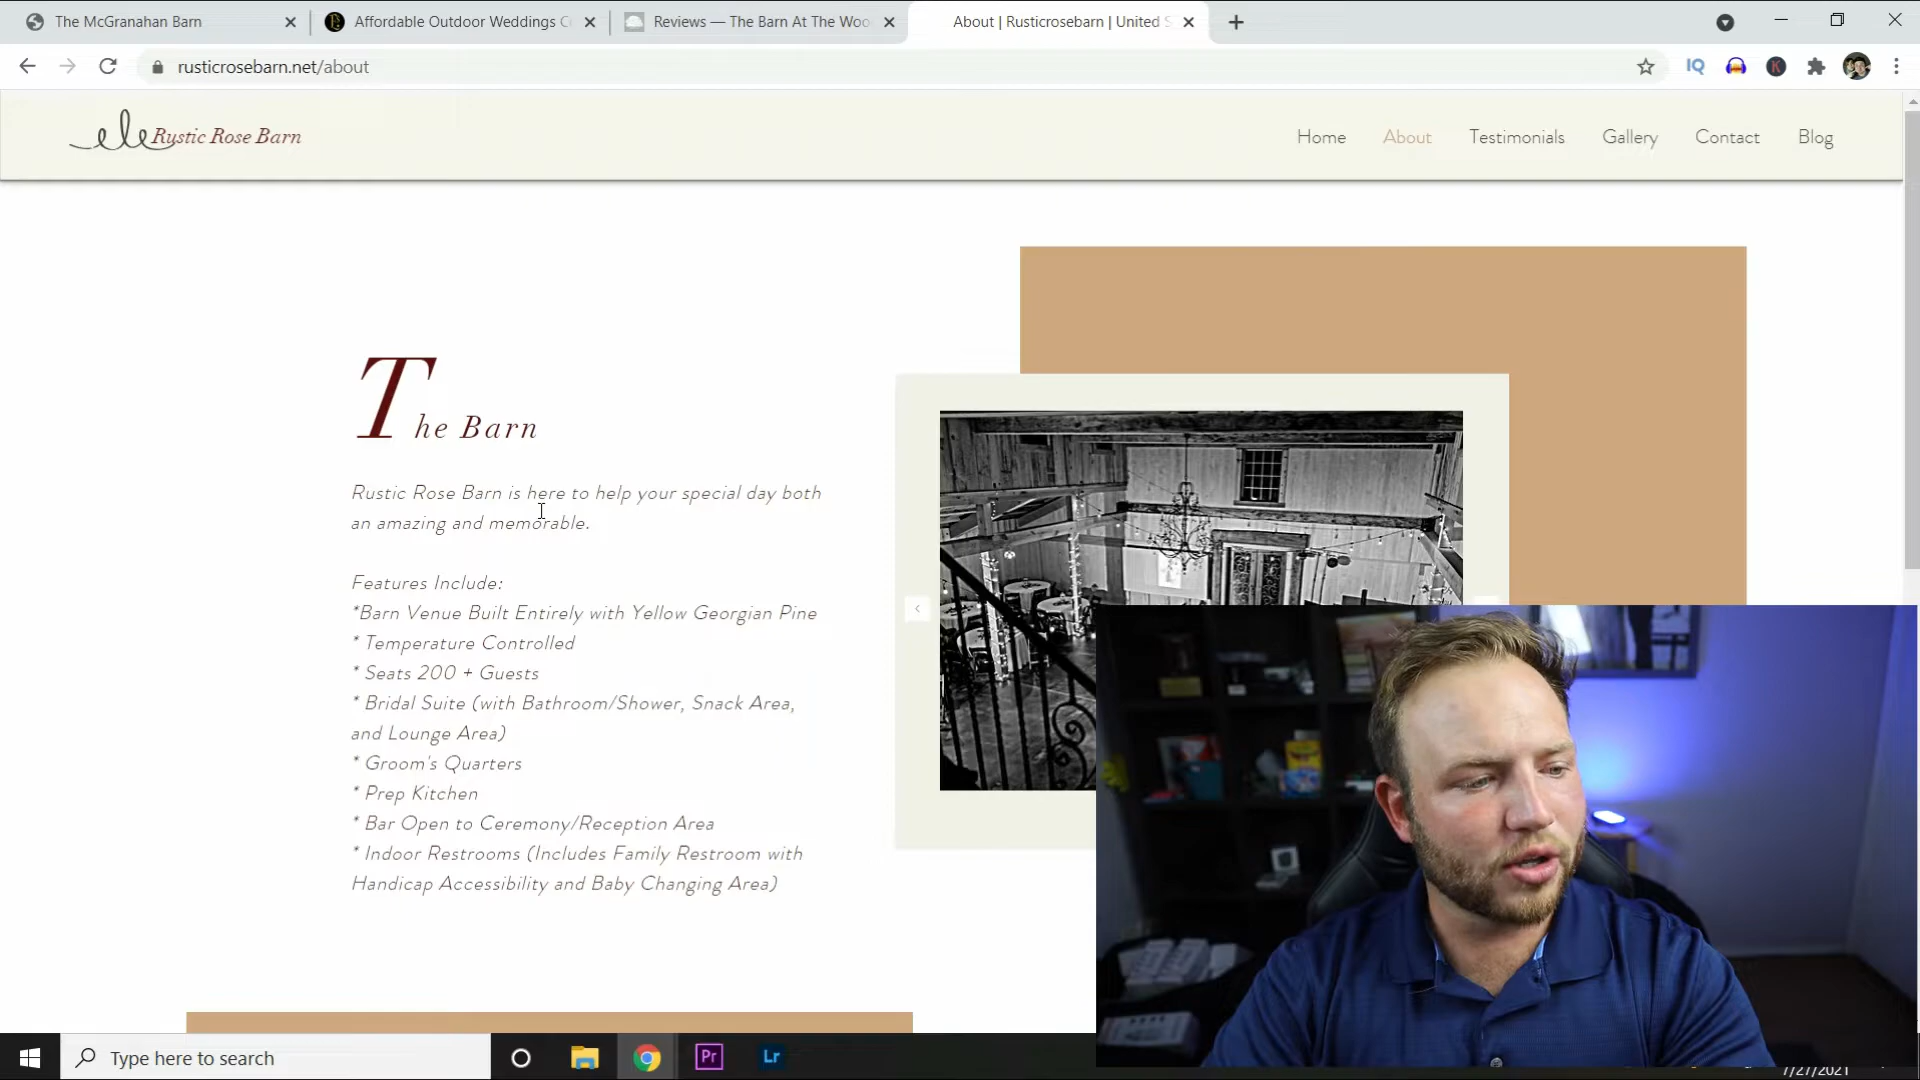 The McGranahan Barn
Affordable Outdoor Weddings C
Reviews — The Barn At The Woo
About | Rusticrosebarn | United S
rusticrosebarn.net/about
IQ
K
Rustic Rose Barn
Home
About
Testimonials
Gallery
Contact
Blog
The Barn
Rustic Rose Barn is here to help your special day both
an amazing and memorable.
Features Include:
*Barn Venue Built Entirely with Yellow Georgian Pine
* Temperature Controlled
* Seats 200 + Guests
* Bridal Suite (with Bathroom/Shower, Snack Area,
and Lounge Area)
* Groom's Quarters
* Prep Kitchen
* Bar Open to Ceremony/Reception Area
* Indoor Restrooms (Includes Family Restroom with
Handicap Accessibility and Baby Changing Area)
Type here to search
Pr
Lr
7/27/2021